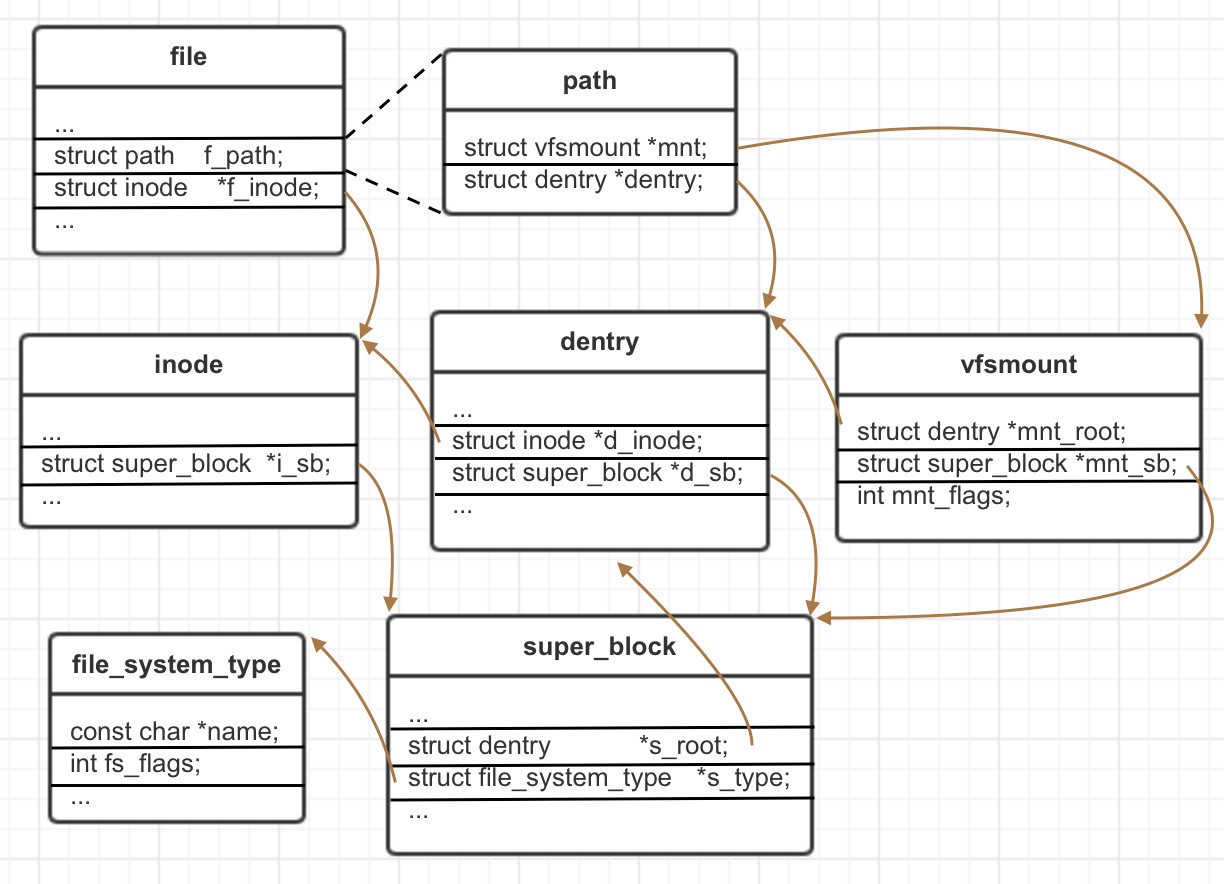 file
...
struct path f_path;
struct inode *f_inode;
...
path
struct vfsmount *mnt;
struct dentry *dentry;
inode
...
struct super_block *i_sb;
...
dentry
...
struct inode *d_inode;
struct super_block *d_sb;
...
vfsmount
struct dentry *mnt_root;
struct super_block *mnt_sb;
int mnt_flags;
file_system_type
const char *name;
int fs_flags;
...
super_block
...
struct dentry *s_root;
struct file_system_type *s_type;
...